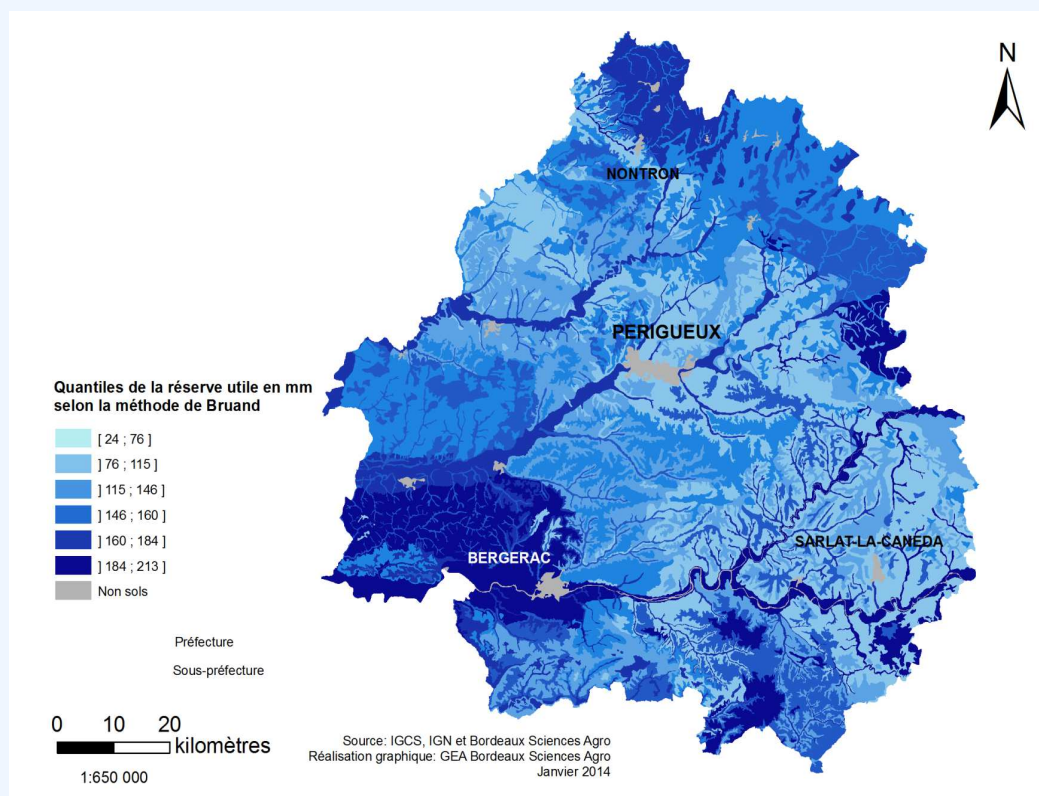 N
NONTRON
PERIGUEUX
Quantiles de la réserve utile en mm
selon la méthode de Bruand
[ 24 ; 76 ]
] 76 ; 115 ]
] 115 ; 146 ]
] 146 ; 160 ]
] 160 ; 184 ]
] 184 ; 213 ]
Non sols
SARLAT-LA-CANEDA
BERGERAC
Préfecture
Sous-préfecture
0 10 20
kilomètres
1:650 000
Source: IGCS, IGN et Bordeaux Sciences Agro
Réalisation graphique: GEA Bordeaux Sciences Agro
Janvier 2014